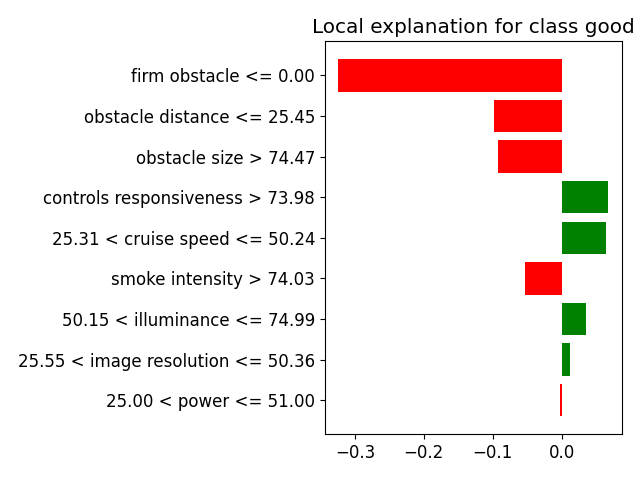 Local explanation for class good
firm obstacle <= 0.00
obstacle distance <= 25.45
obstacle size > 74.47
controls responsiveness > 73.98
25.31 < cruise speed <= 50.24
smoke intensity > 74.03
50.15 < illuminance <= 74.99
25.55 < image resolution <= 50.36
25.00 < power <= 51.00
−0.3 −0.2 −0.1 0.0